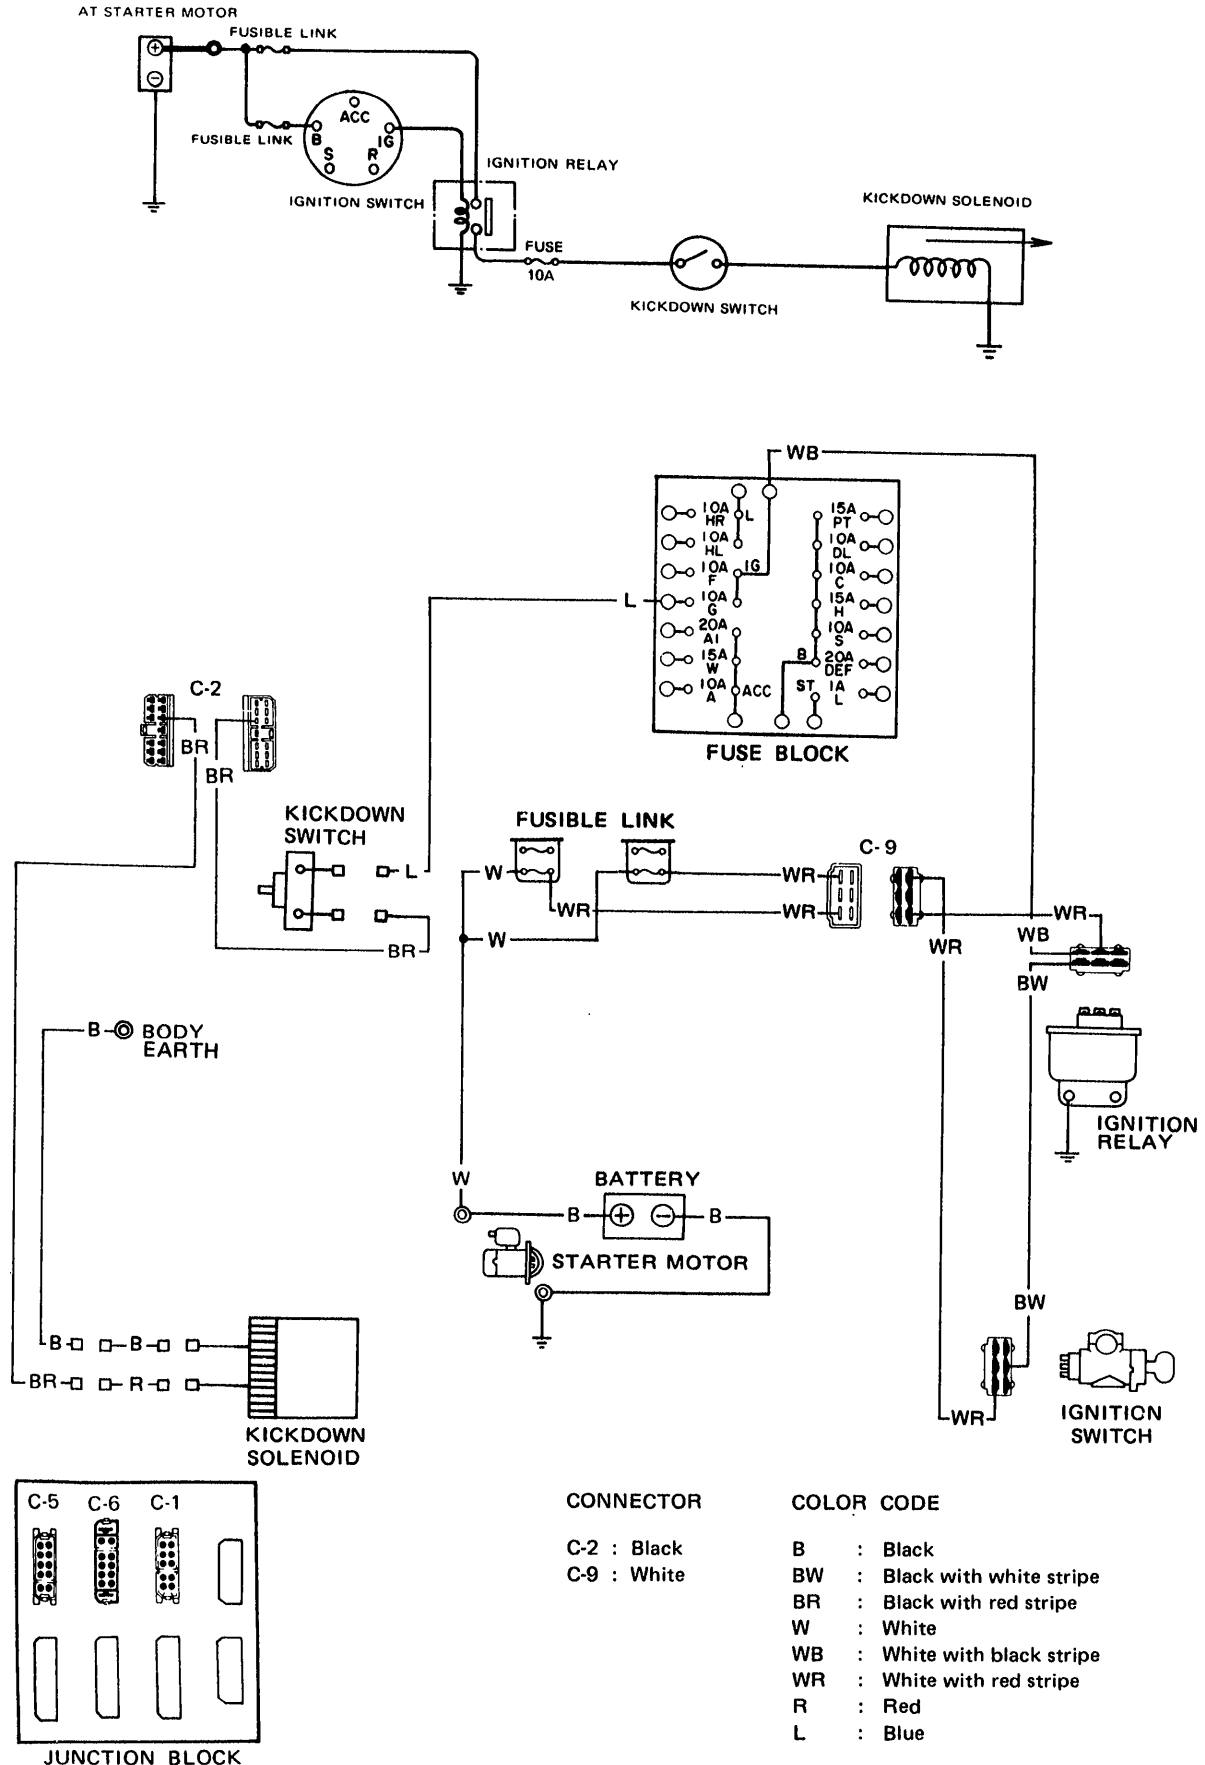 AT STARTER MOTOR
FUSIBLE LINK
FUSIBLE LINK
ACC
B
IG
S
R
IGNITION SWITCH
IGNITION RELAY
FUSE
10A
KICKDOWN SWITCH
KICKDOWN SOLENOID
WB
10A
HR
L
10A
HL
10A
F
IG
10A
G
20A
AI
15A
W
10A
A
ACC
15A
PT
10A
DL
10A
C
15A
H
10A
S
B
20A
DEF
ST
1A
L
FUSE BLOCK
L
C-2
BR
BR
KICKDOWN
SWITCH
L
BR
FUSIBLE LINK
W
WR
W
WR
WR
C-9
WR
WR
WB
BW
B
BODY
EARTH
IGNITION
RELAY
W
BATTERY
B
B
STARTER MOTOR
BW
B
B
BR
R
KICKDOWN
SOLENOID
WR
IGNITION
SWITCH
C-5 C-6 C-1
JUNCTION BLOCK
CONNECTOR
C-2 : Black
C-9 : White
COLOR CODE
B : Black
BW : Black with white stripe
BR : Black with red stripe
W : White
WB : White with black stripe
WR : White with red stripe
R : Red
L : Blue